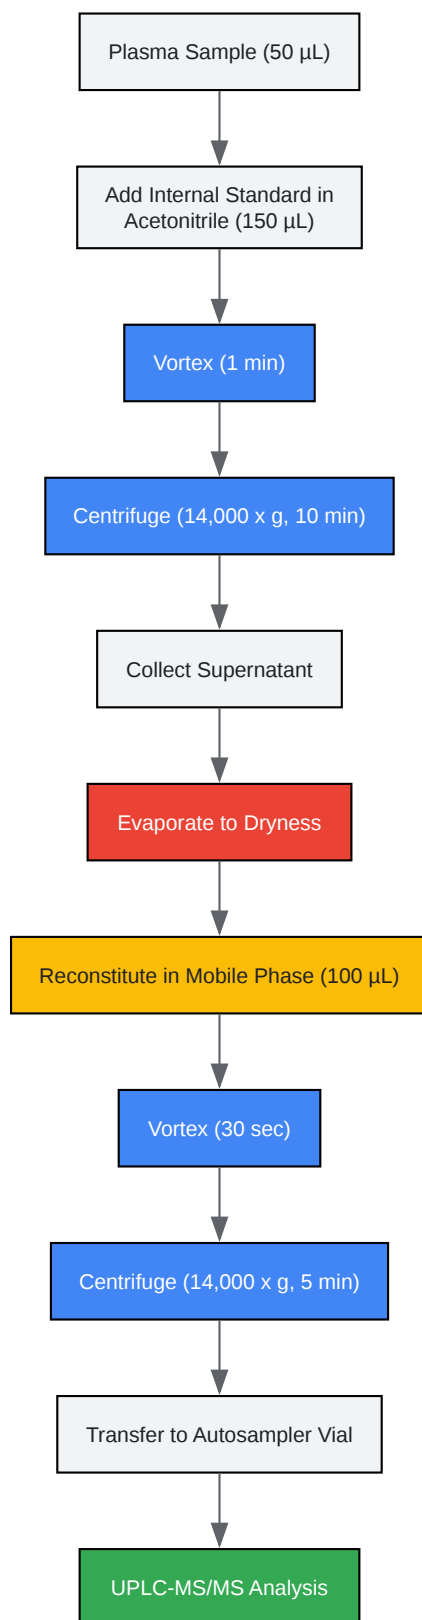 Plasma Sample (50 µL)
Add Internal Standard in
Acetonitrile (150 µL)
Vortex (1 min)
Centrifuge (14,000 x g, 10 min)
Collect Supernatant
Evaporate to Dryness
Reconstitute in Mobile Phase (100 µL)
Vortex (30 sec)
Centrifuge (14,000 x g, 5 min)
Transfer to Autosampler Vial
UPLC-MS/MS Analysis